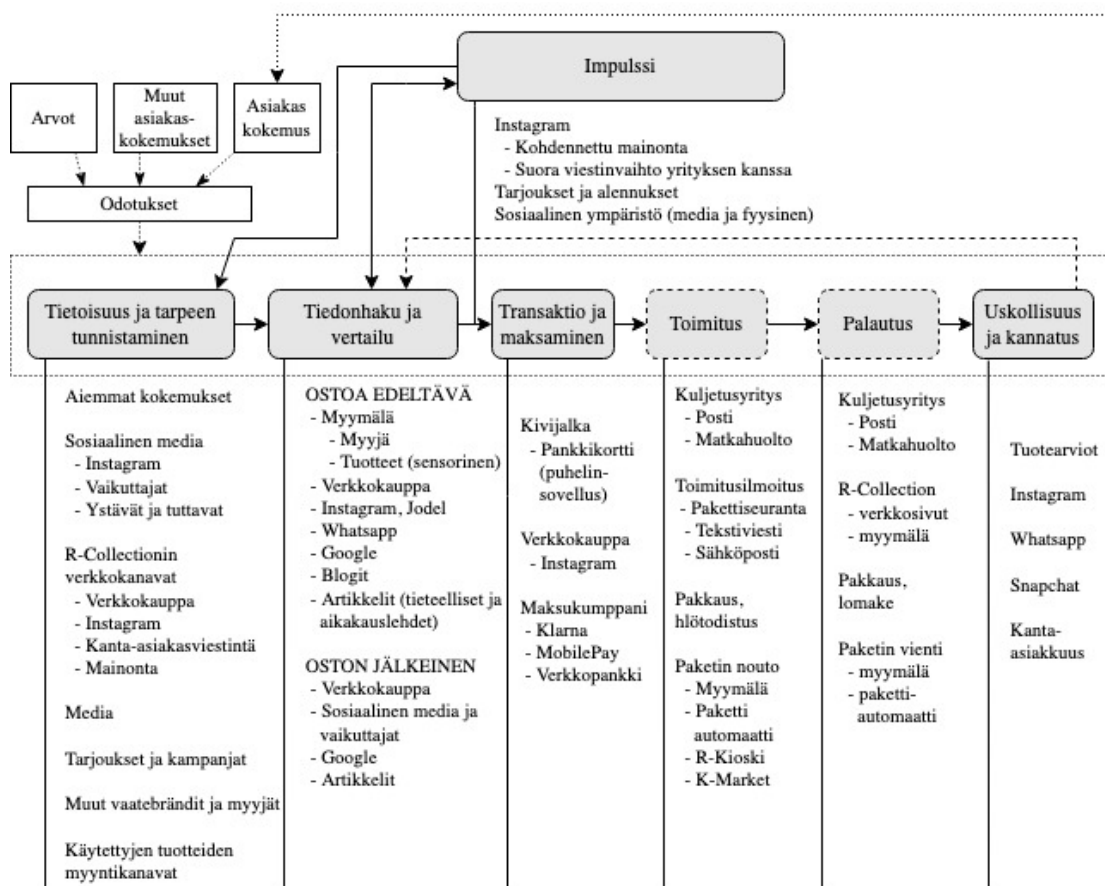 Impulssi
Arvot
Muut
asiakas-
kokemukset
Asiakas
kokemus
Odotukset
Instagram
- Kohdennettu mainonta
- Suora viestinvaihto yrityksen kanssa
Tarjoukset ja alennukset
Sosiaalinen ympäristö (media ja fyysinen)
Tietoisuus ja tarpeen
tunnistaminen
Tiedonhaku ja
vertailu
Transaktio ja
maksaminen
Toimitus
Palautus
Uskollisuus
ja kannatus
Aiemmat kokemukset
Sosiaalinen media
- Instagram
- Vaikuttajat
- Ystävät ja tuttavat
R-Collectionin
verkkokanavat
- Verkkokauppa
- Instagram
- Kanta-asiakasviestintä
- Mainonta
Media
Tarjoukset ja kampanjat
Muut vaatebrändit ja myyjät
Käytettyjen tuotteiden
myyntikanavat
OSTOA EDELTÄVÄ
- Myymälä
- Myyjä
- Tuotteet (sensorinen)
- Verkkokauppa
- Instagram, Jodel
- Whatsapp
- Google
- Blogit
- Artikkelit (tieteelliset ja
aikakauslehdet)
OSTON JÄLKEINEN
- Verkkokauppa
- Sosiaalinen media ja
vaikuttajat
- Google
- Artikkelit
Kivijalka
- Pankkikortti
(puhelin-
sovellus)
Verkkokauppa
- Instagram
Maksukumppani
- Klarna
- MobilePay
- Verkkopankki
Kuljetusyritys
- Posti
- Matkahuolto
Toimitusilmoitus
- Pakettiseuranta
- Tekstiviesti
- Sähköposti
Pakkaus,
hlötodistus
Paketin nouto
- Myymälä
- Paketti
automaatti
- R-Kioski
- K-Market
Kuljetusyritys
- Posti
- Matkahuolto
R-Collection
- verkkosivut
- myymälä
Pakkaus,
lomake
Paketin vienti
- myymälä
- paketti-
automaatti
Tuotearviot
Instagram
Whatsapp
Snapchat
Kanta-
asiakkuus